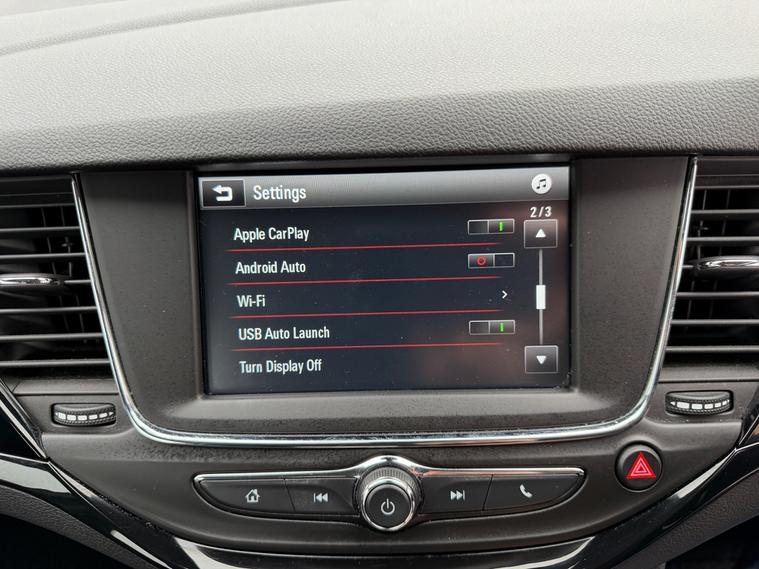 Settings
2/3
Apple CarPlay
Android Auto
Wi-Fi
USB Auto Launch
Turn Display Off